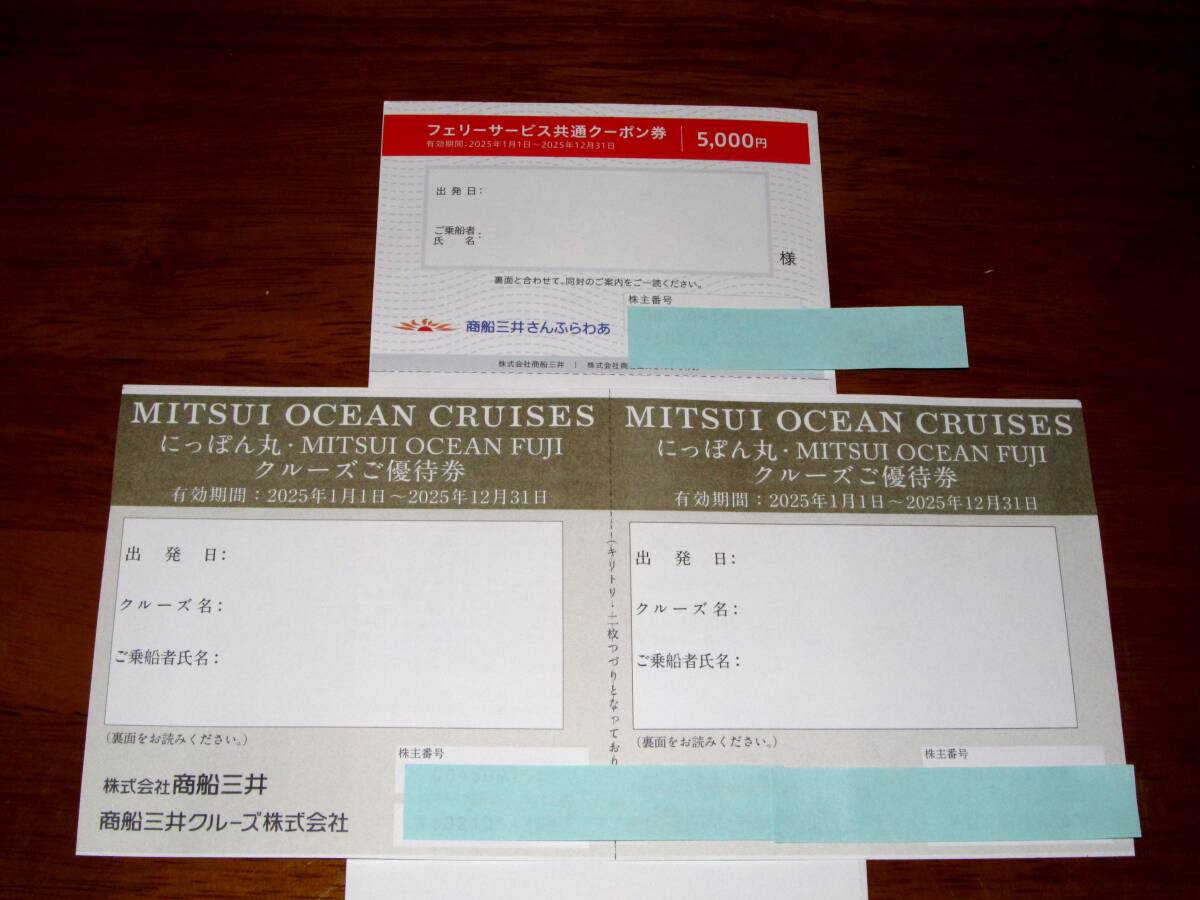 フェリーサービス共通クーポン券 5,000円
有効期間:2025年1月1日～2025年12月31日
出発日:
ご乗船者
氏 名 :
様
裏面と合わせて、同封のご案内をご一読ください。
株主番号
商船三井さんふらわあ
株式会社商船三井 | 株式会社商
MITSUI OCEAN CRUISES
にっぽん丸・MITSUI OCEAN FUJI
クルーズご優待券
有効期間：2025年1月1日～2025年12月31日
出 発 日：
クルーズ名：
ご乗船者氏名：
(裏面をお読みください。)
株主番号
株式会社商船三井
商船三井クルーズ株式会社
(キリトリ:二枚つづりとなっており
MITSUI OCEAN CRUISES
にっぽん丸・MITSUI OCEAN FUJI
クルーズご優待券
有効期間：2025年1月1日～2025年12月31日
出 発 日：
クルーズ名：
ご乗船者氏名：
(裏面をお読みください。)
株主番号